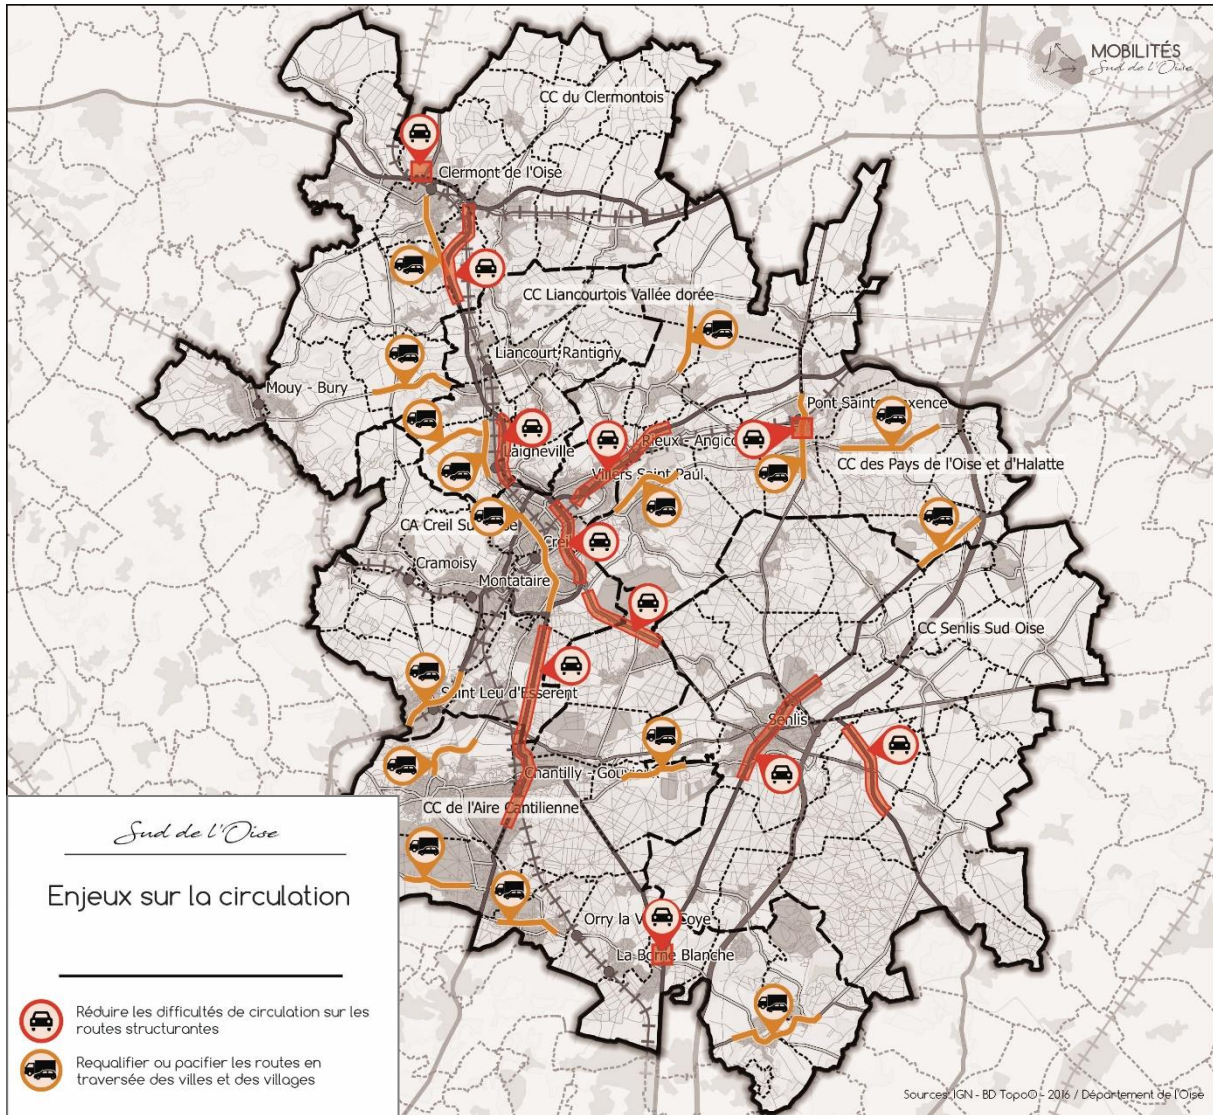 MOBILITÉS
Sud de l'Oise
CC du Clermontois
Clermont de l'Oise
CC Liancourtois Vallée dorée
Liancourt Rantigny
Mouy - Bury
Pont Sainte
Laigneville
Rieux - Angico
Villers Saint Paul
CC des Pays de l'Oise et d'Halatte
CA Creil Su
Creil
Cramoisy
Montataire
CC Senlis Sud Oise
Saint Leu d'Esserent
Senlis
Chantilly - Gouvieux
CC de l'Aire Cantilienne
Sud de l'Oise
Enjeux sur la circulation
Orry la V
Coye
La Borne Blanche
Réduire les difficultés de circulation sur les
routes structurantes
Requalifier ou pacifier les routes en
traversée des villes et des villages
Sources: IGN - BD Topo© - 2016 / Département de l'Oise